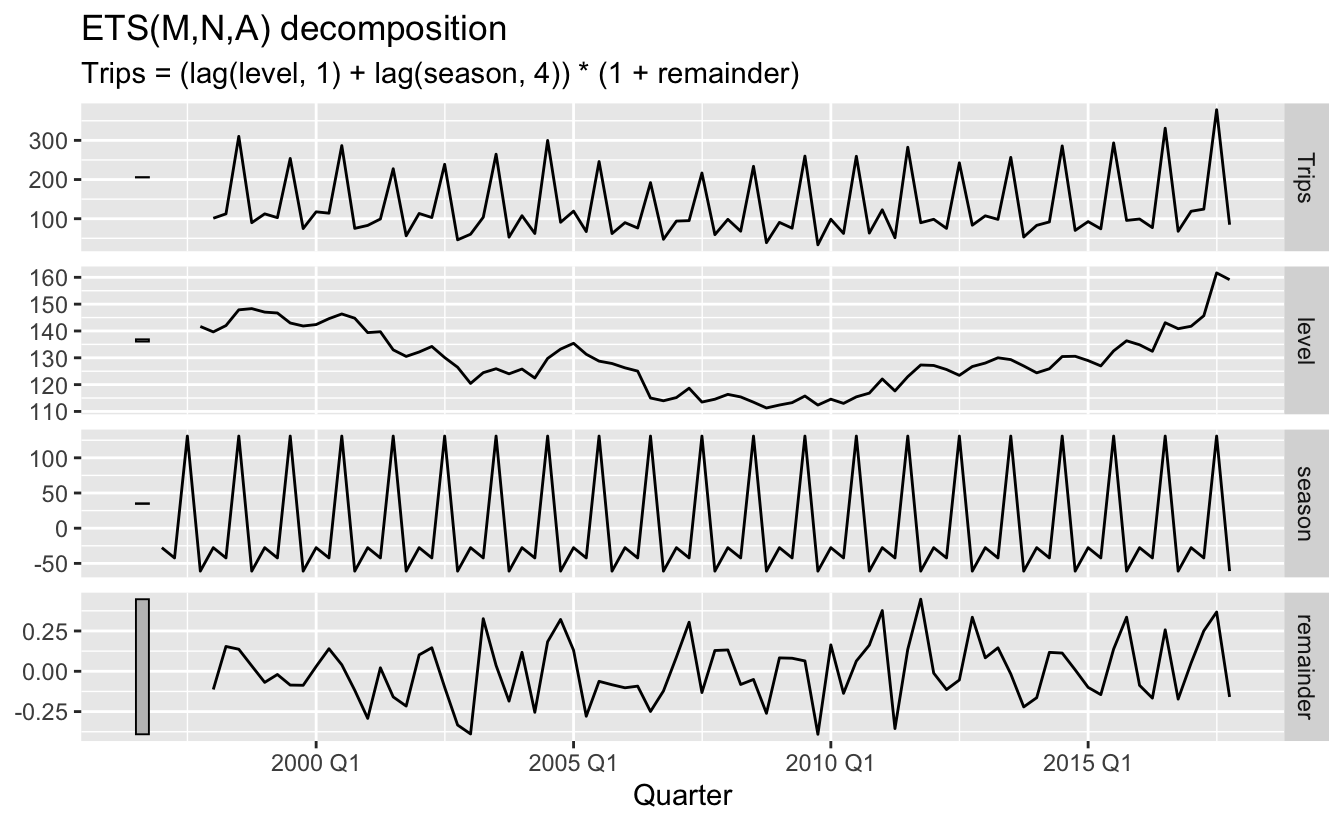 ETS(M,N,A) decomposition
Trips = (lag(level, 1) + lag(season, 4)) * (1 + remainder)
300
200
100
Trips
160
150
140
130
120
110
level
100
50
0
-50
season
0.25
0.00
-0.25
remainder
2000 Q1 2005 Q1 2010 Q1 2015 Q1
Quarter